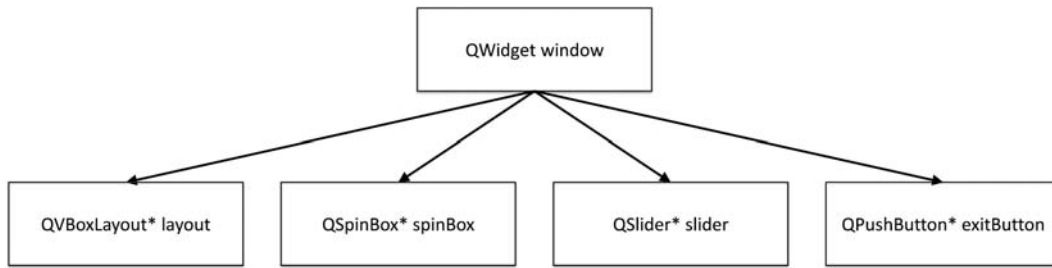 QWidget window
QVBoxLayout* layout
QSpinBox* spinBox
QSlider* slider
QPushButton* exitButton